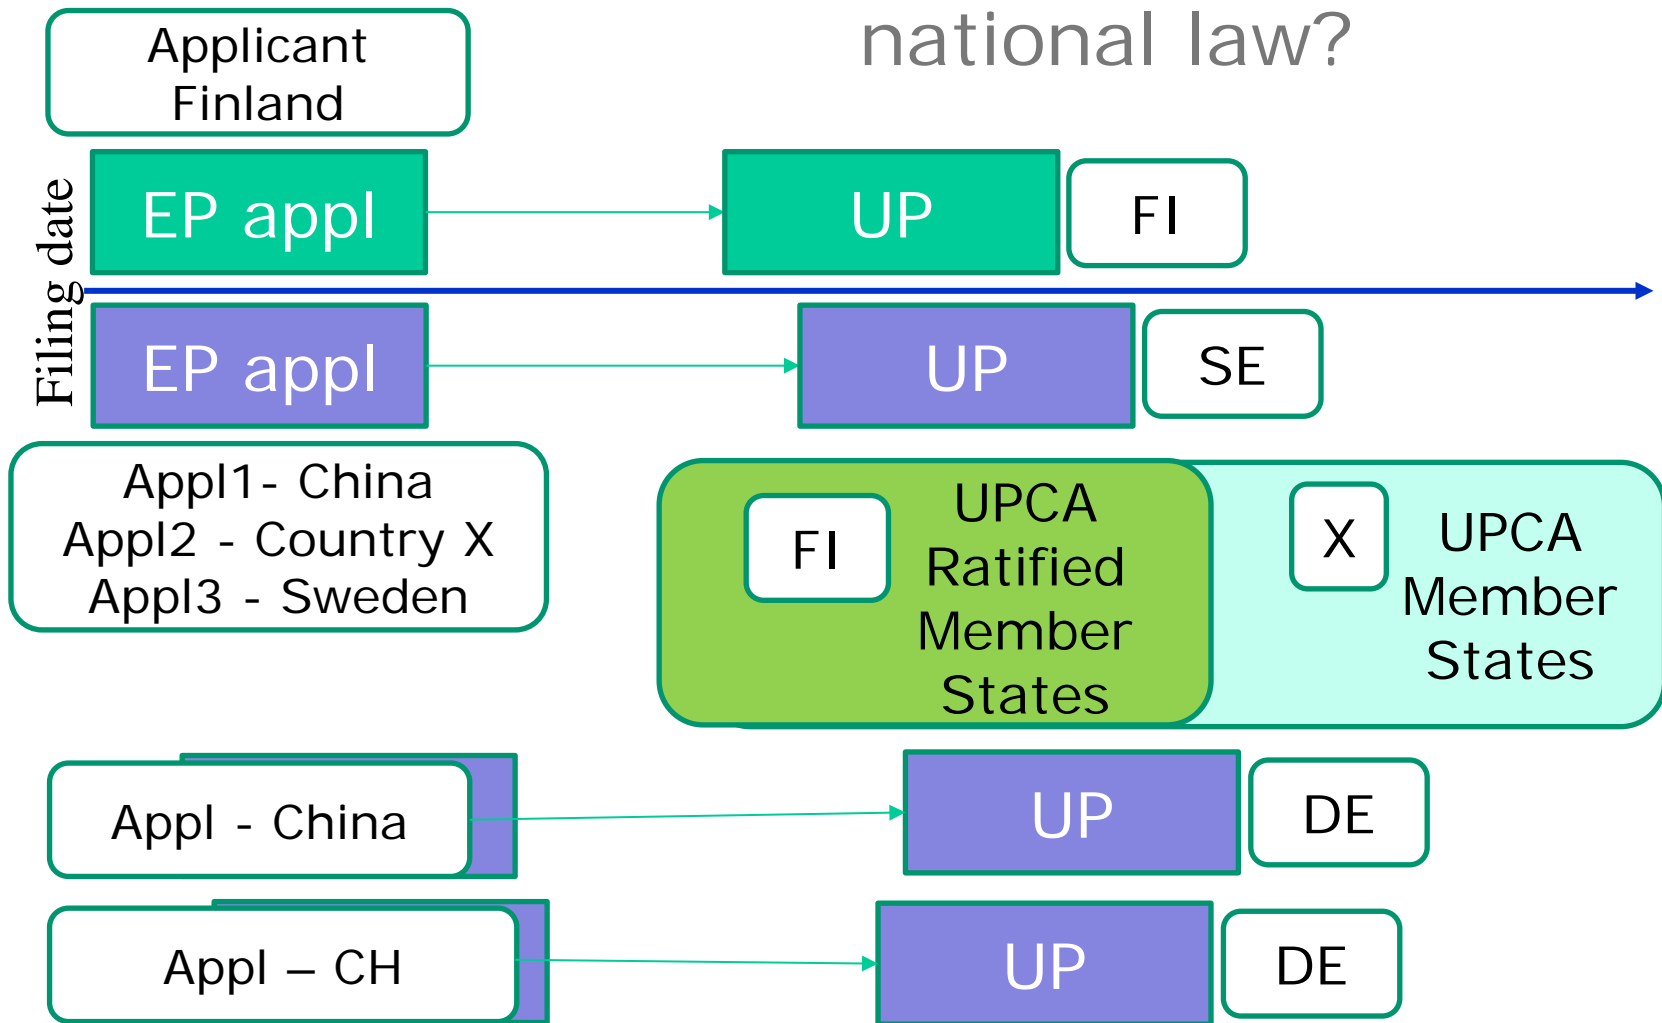 national law?
Applicant
Finland
Filing date
EP appl
UP
FI
EP appl
UP
SE
Appl1- China
Appl2 - Country X
Appl3 - Sweden
FI
UPCA
Ratified
Member
States
X
UPCA
Member
States
Appl - China
UP
DE
Appl – CH
UP
DE